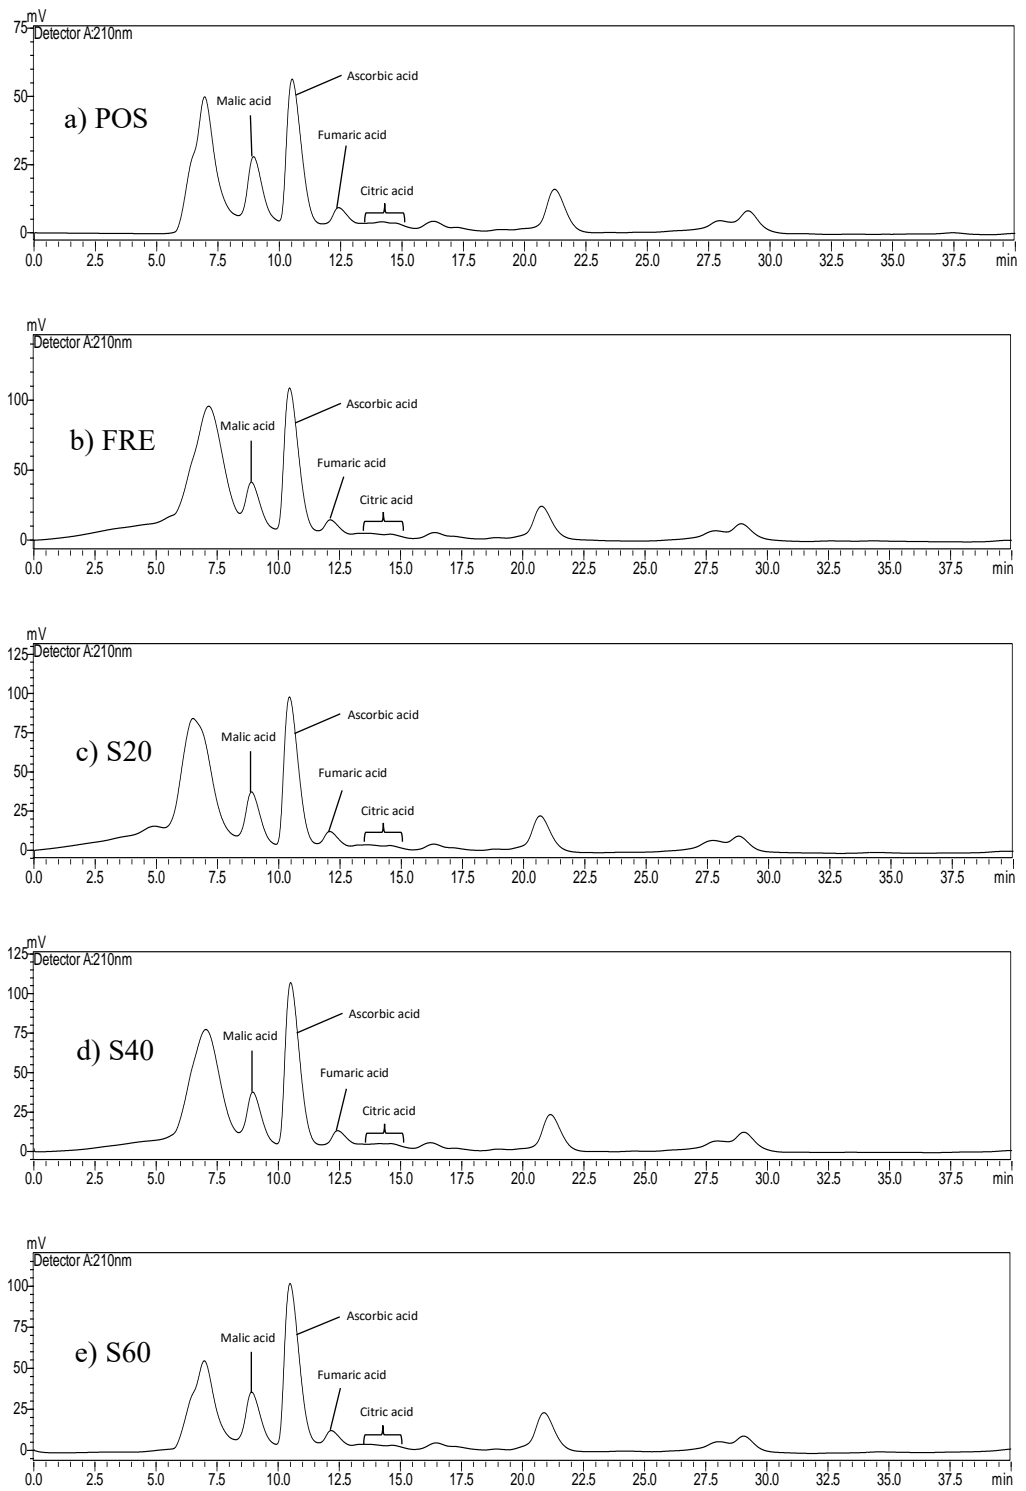 mV
75
Detector A:210nm
Ascorbic acid
Malic acid
50
a) POS
Fumaric acid
25
Citric acid
0
0.0 2.5 5.0 7.5 10.0 12.5 15.0 17.5 20.0 22.5 25.0 27.5 30.0 32.5 35.0 37.5 min
mV
Detector A:210nm
100
Ascorbic acid
Malic acid
b) FRE
Fumaric acid
50
Citric acid
0
0.0 2.5 5.0 7.5 10.0 12.5 15.0 17.5 20.0 22.5 25.0 27.5 30.0 32.5 35.0 37.5 min
mV
125
Detector A:210nm
100
Ascorbic acid
75
Malic acid
c) S20
Fumaric acid
50
Citric acid
25
0
0.0 2.5 5.0 7.5 10.0 12.5 15.0 17.5 20.0 22.5 25.0 27.5 30.0 32.5 35.0 37.5 min
mV
125
Detector A:210nm
100
Ascorbic acid
75
Malic acid
d) S40
Fumaric acid
50
Citric acid
25
0
0.0 2.5 5.0 7.5 10.0 12.5 15.0 17.5 20.0 22.5 25.0 27.5 30.0 32.5 35.0 37.5 min
mV
Detector A:210nm
100
Ascorbic acid
75
Malic acid
e) S60
50
Fumaric acid
Citric acid
25
0
0.0 2.5 5.0 7.5 10.0 12.5 15.0 17.5 20.0 22.5 25.0 27.5 30.0 32.5 35.0 37.5 min